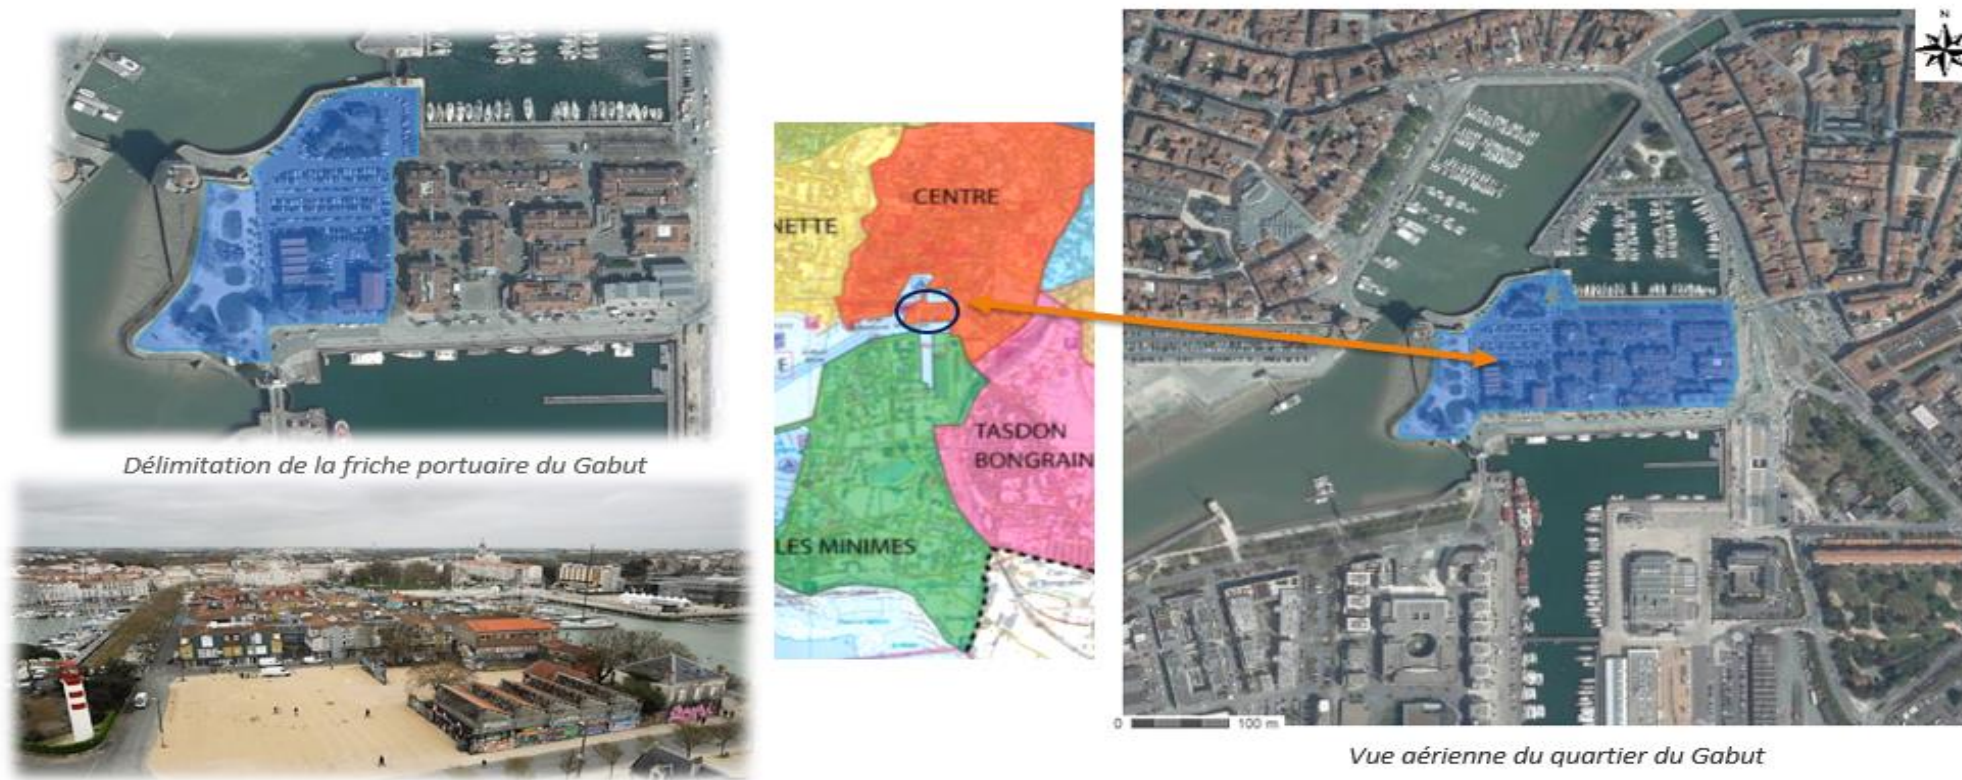 Délimitation de la friche portuaire du Gabut
CENTRE
NETTE
TASDON
BONGRAIN
LES MINIMES
E
N
0 100 m
Vue aérienne du quartier du Gabut